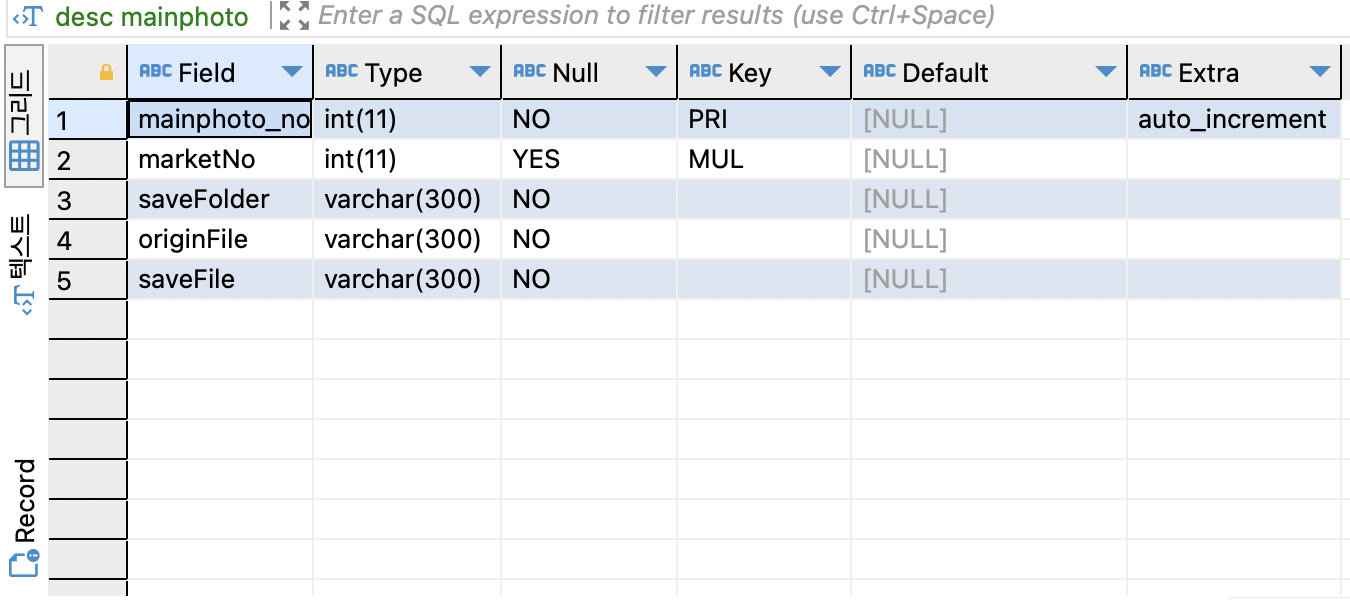 desc mainphoto Enter a SQL expression to filter results (use Ctrl+Space)
그리드
텍스트
Record
ABC Field ABC Type ABC Null ABC Key ABC Default ABC Extra
1 mainphoto_no int(11) NO PRI [NULL] auto_increment
2 marketNo int(11) YES MUL [NULL]
3 saveFolder varchar(300) NO [NULL]
4 originFile varchar(300) NO [NULL]
5 saveFile varchar(300) NO [NULL]